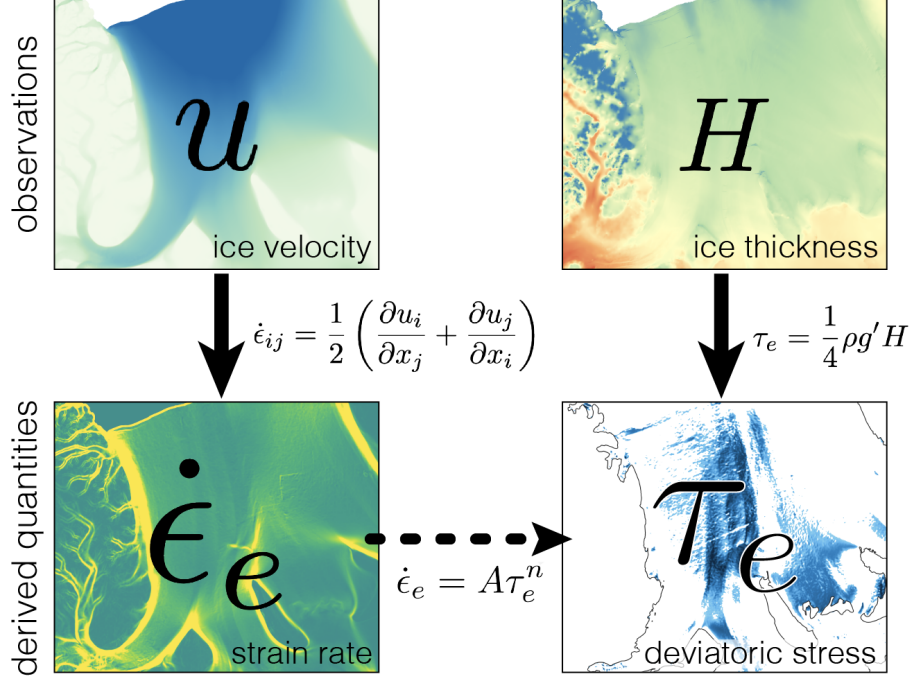 observations
u
ice velocity
H
ice thickness
ϵ̇ᵢⱼ = 1/2 (∂uᵢ/∂xⱼ + ∂uⱼ/∂xᵢ)
τₑ = 1/4 ρg′H
derived quantities
ϵ̇ₑ
strain rate
ϵ̇ₑ = Aτₑⁿ
τₑ
deviatoric stress